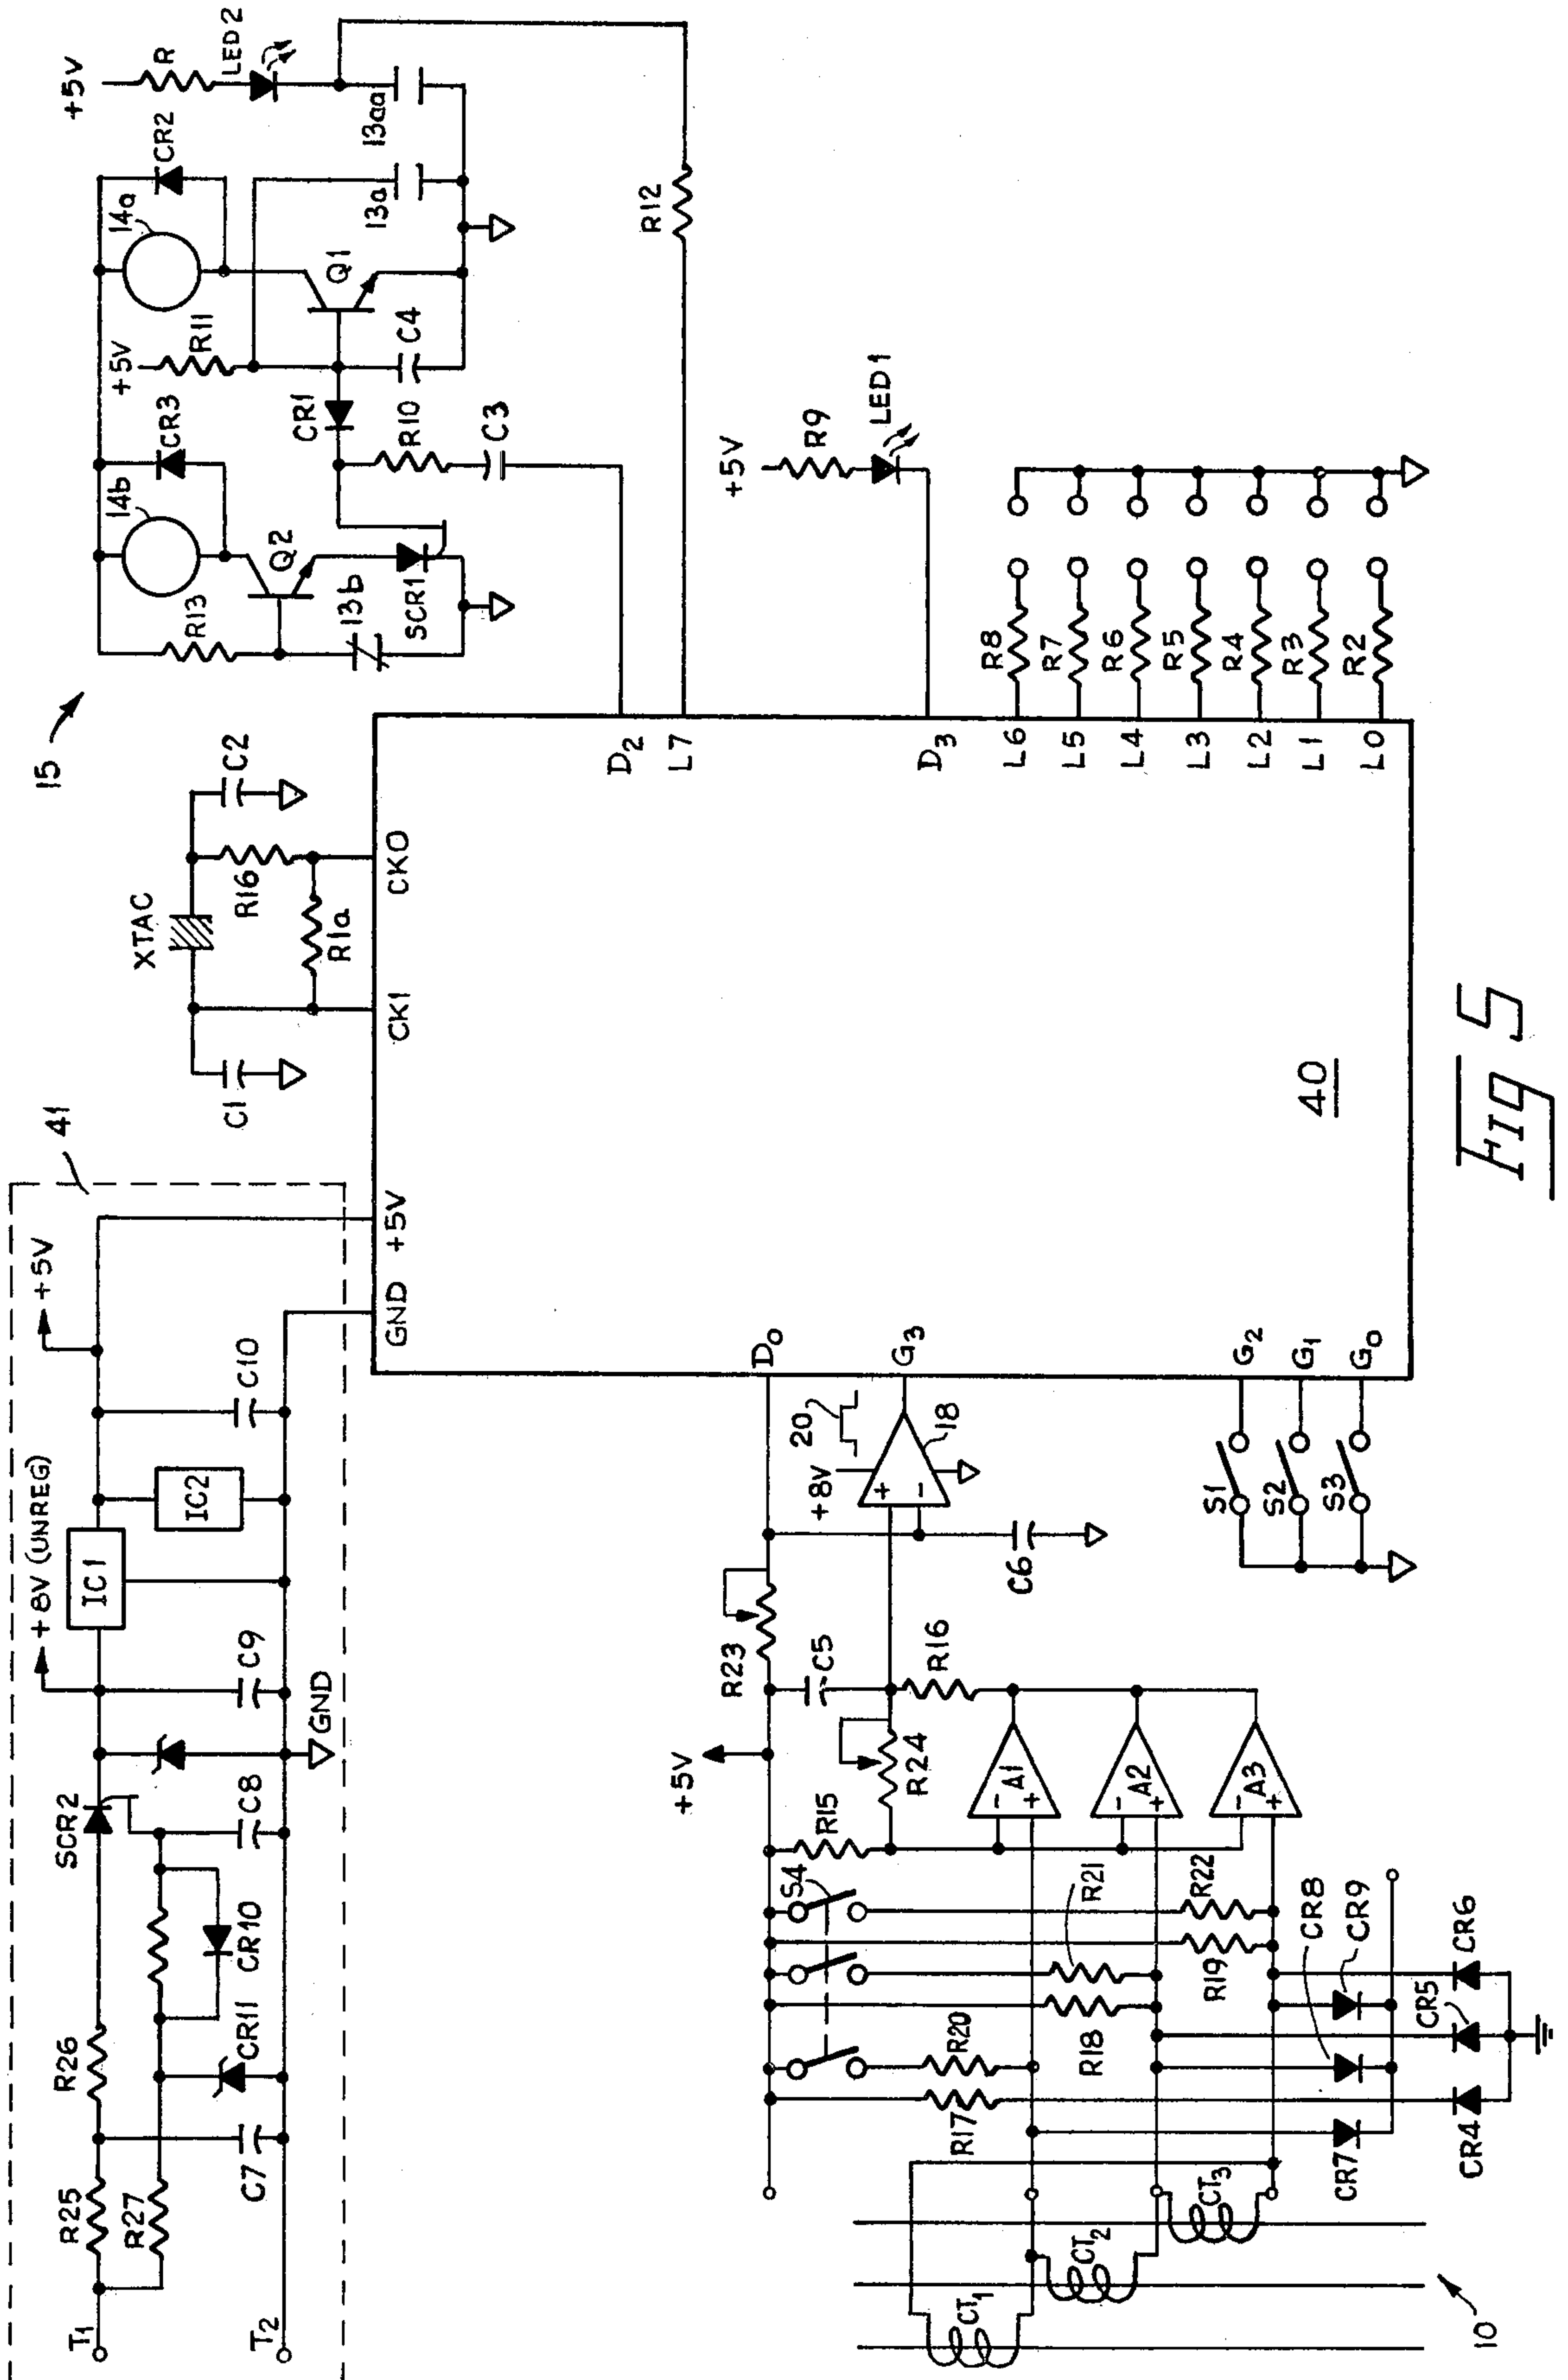 15
41
T1
T2
R25
R27
C7
R26
CR11
CR10
SCR2
C8
GND
+8V (UNREG)
C9
IC1
IC2
C10
+5V
GND
+5V
C1
XTAC
C2
R16
R1a
CK1
CK0
R13
14b
CR3
Q2
13b
SCR1
+5V
R11
14a
CR2
CR1
R10
C3
Q1
C4
13a
13aa
+5V
R
LED2
R12
D2
L7
D3
+5V
R9
LED1
L6
R8
L5
R7
L4
R6
L3
R5
L2
R4
L1
R3
L0
R2
40
D0
G3
G2
G1
G0
20
18
+8V
+
−
C6
S1
S2
S3
R23
C5
R16
+5V
R24
R15
A1
−
+
A2
−
+
A3
−
+
S4
R21
R22
R19
R20
R18
R17
CR8
CR9
CR6
CR5
CR7
CR4
CT1
CT2
CT3
10
Fig 5